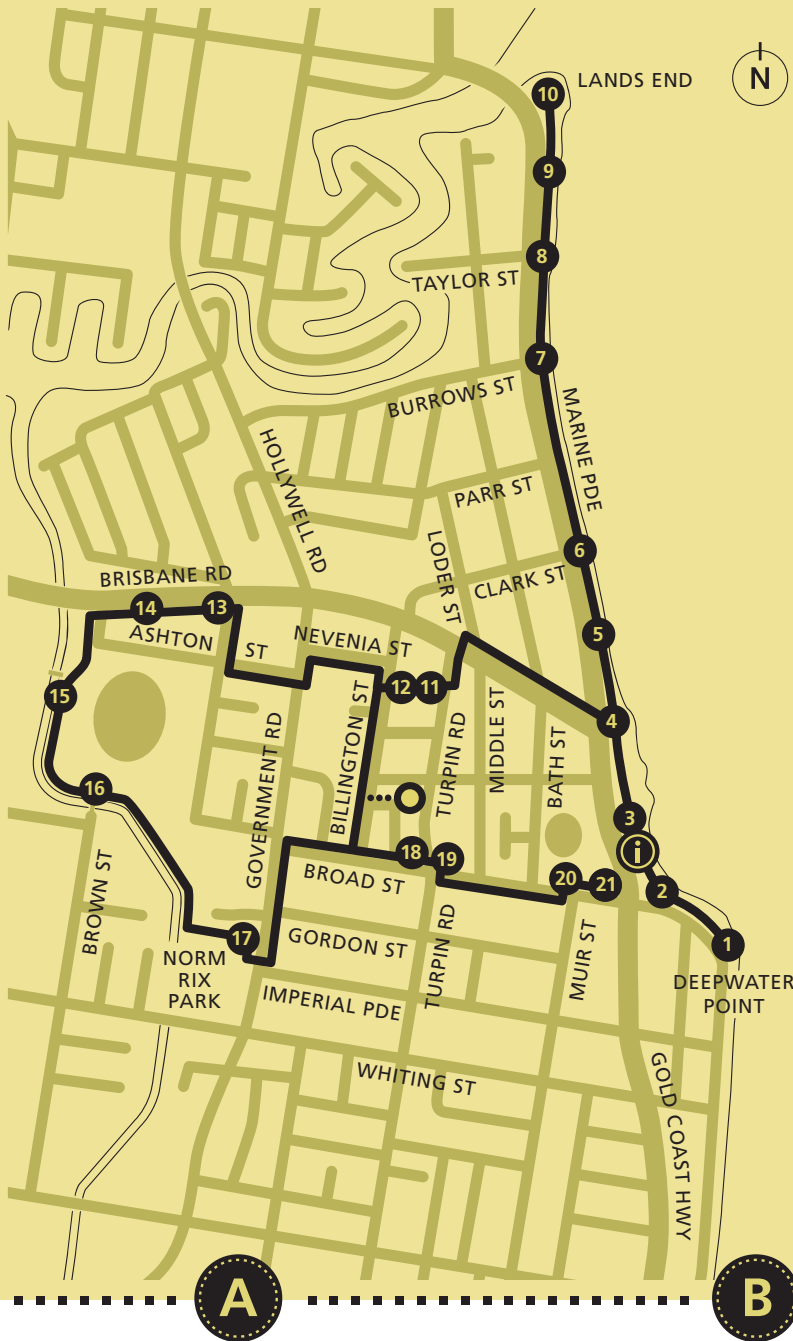 10
LANDS END
N
9
8
TAYLOR ST
7
BURROWS ST
MARINE PDE
HOLLYWELL RD
PARR ST
6
LODER ST
CLARK ST
BRISBANE RD
14
13
5
ASHTON ST
NEVENIA ST
12
11
15
4
BILLINGTON ST
GOVERNMENT RD
TURPIN RD
MIDDLE ST
BATH ST
16
3
i
18
19
BROAD ST
20
21
2
BROWN ST
17
GORDON ST
TURPIN RD
MUIR ST
1
NORM
RIX
PARK
DEEPWATER
POINT
IMPERIAL PDE
WHITING ST
GOLD COAST HWY
A
B